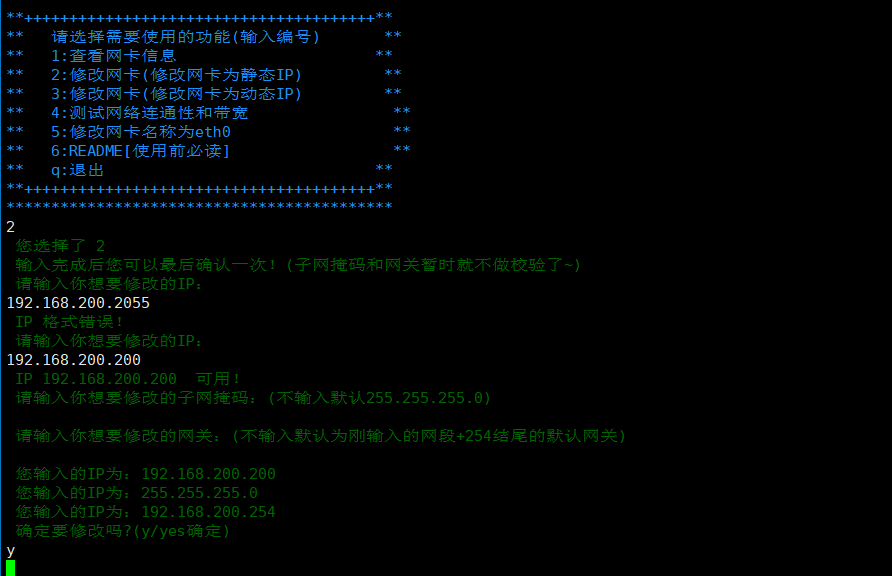 **+++++++++++++++++++++++++++++++++++++++**
**   请选择需要使用的功能(输入编号)       **
**   1:查看网卡信息                      **
**   2:修改网卡(修改网卡为静态IP)         **
**   3:修改网卡(修改网卡为动态IP)         **
**   4:测试网络连通性和带宽                **
**   5:修改网卡名称为eth0                  **
**   6:README[使用前必读]                  **
**   q:退出                              **
**+++++++++++++++++++++++++++++++++++++++**
*******************************************
2
您选择了 2
输入完成后您可以最后确认一次！(子网掩码和网关暂时就不做校验了~)
请输入你想要修改的IP：
192.168.200.2055
IP 格式错误！
请输入你想要修改的IP：
192.168.200.200
IP 192.168.200.200  可用！
请输入你想要修改的子网掩码：(不输入默认255.255.255.0)
请输入你想要修改的网关：(不输入默认为刚输入的网段+254结尾的默认网关)
您输入的IP为：192.168.200.200
您输入的IP为：255.255.255.0
您输入的IP为：192.168.200.254
确定要修改吗?(y/yes确定)
y